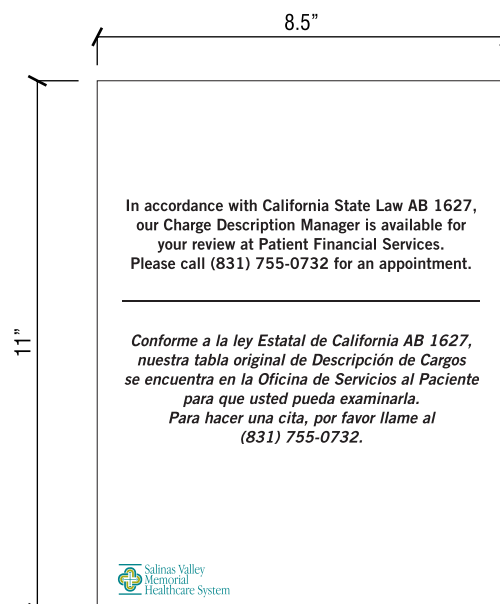 8.5”
11”
In accordance with California State Law AB 1627,
our Charge Description Manager is available for
your review at Patient Financial Services.
Please call (831) 755-0732 for an appointment.
Conforme a la ley Estatal de California AB 1627,
nuestra tabla original de Descripción de Cargos
se encuentra en la Oficina de Servicios al Paciente
para que usted pueda examinarla.
Para hacer una cita, por favor llame al
(831) 755-0732.
Salinas Valley
Memorial
Healthcare System